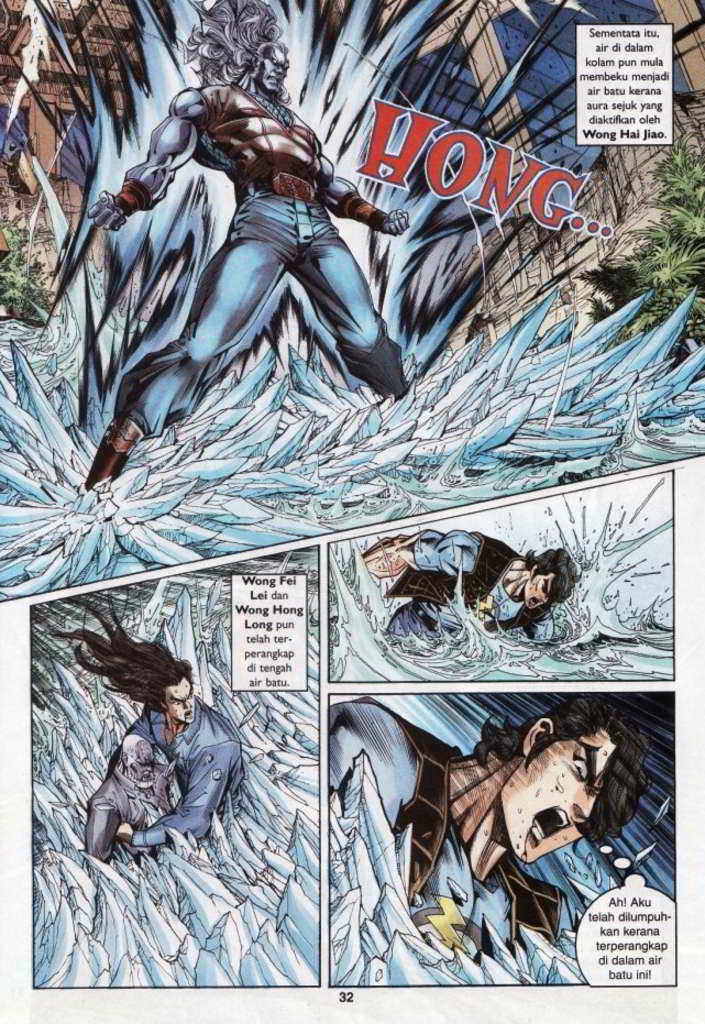 Sementata itu,
air di dalam
kolam pun mula
membeku menjadi
air batu kerana
aura sejuk yang
diaktifkan oleh
Wong Hai Jiao.
HONG...
Wong Fei
Lei dan
Wong Hong
Long pun
telah ter-
perangkap
di tengah
air batu.
Ah! Aku
telah dilumpuh-
kan kerana
terperangkap
di dalam air
batu ini!
32